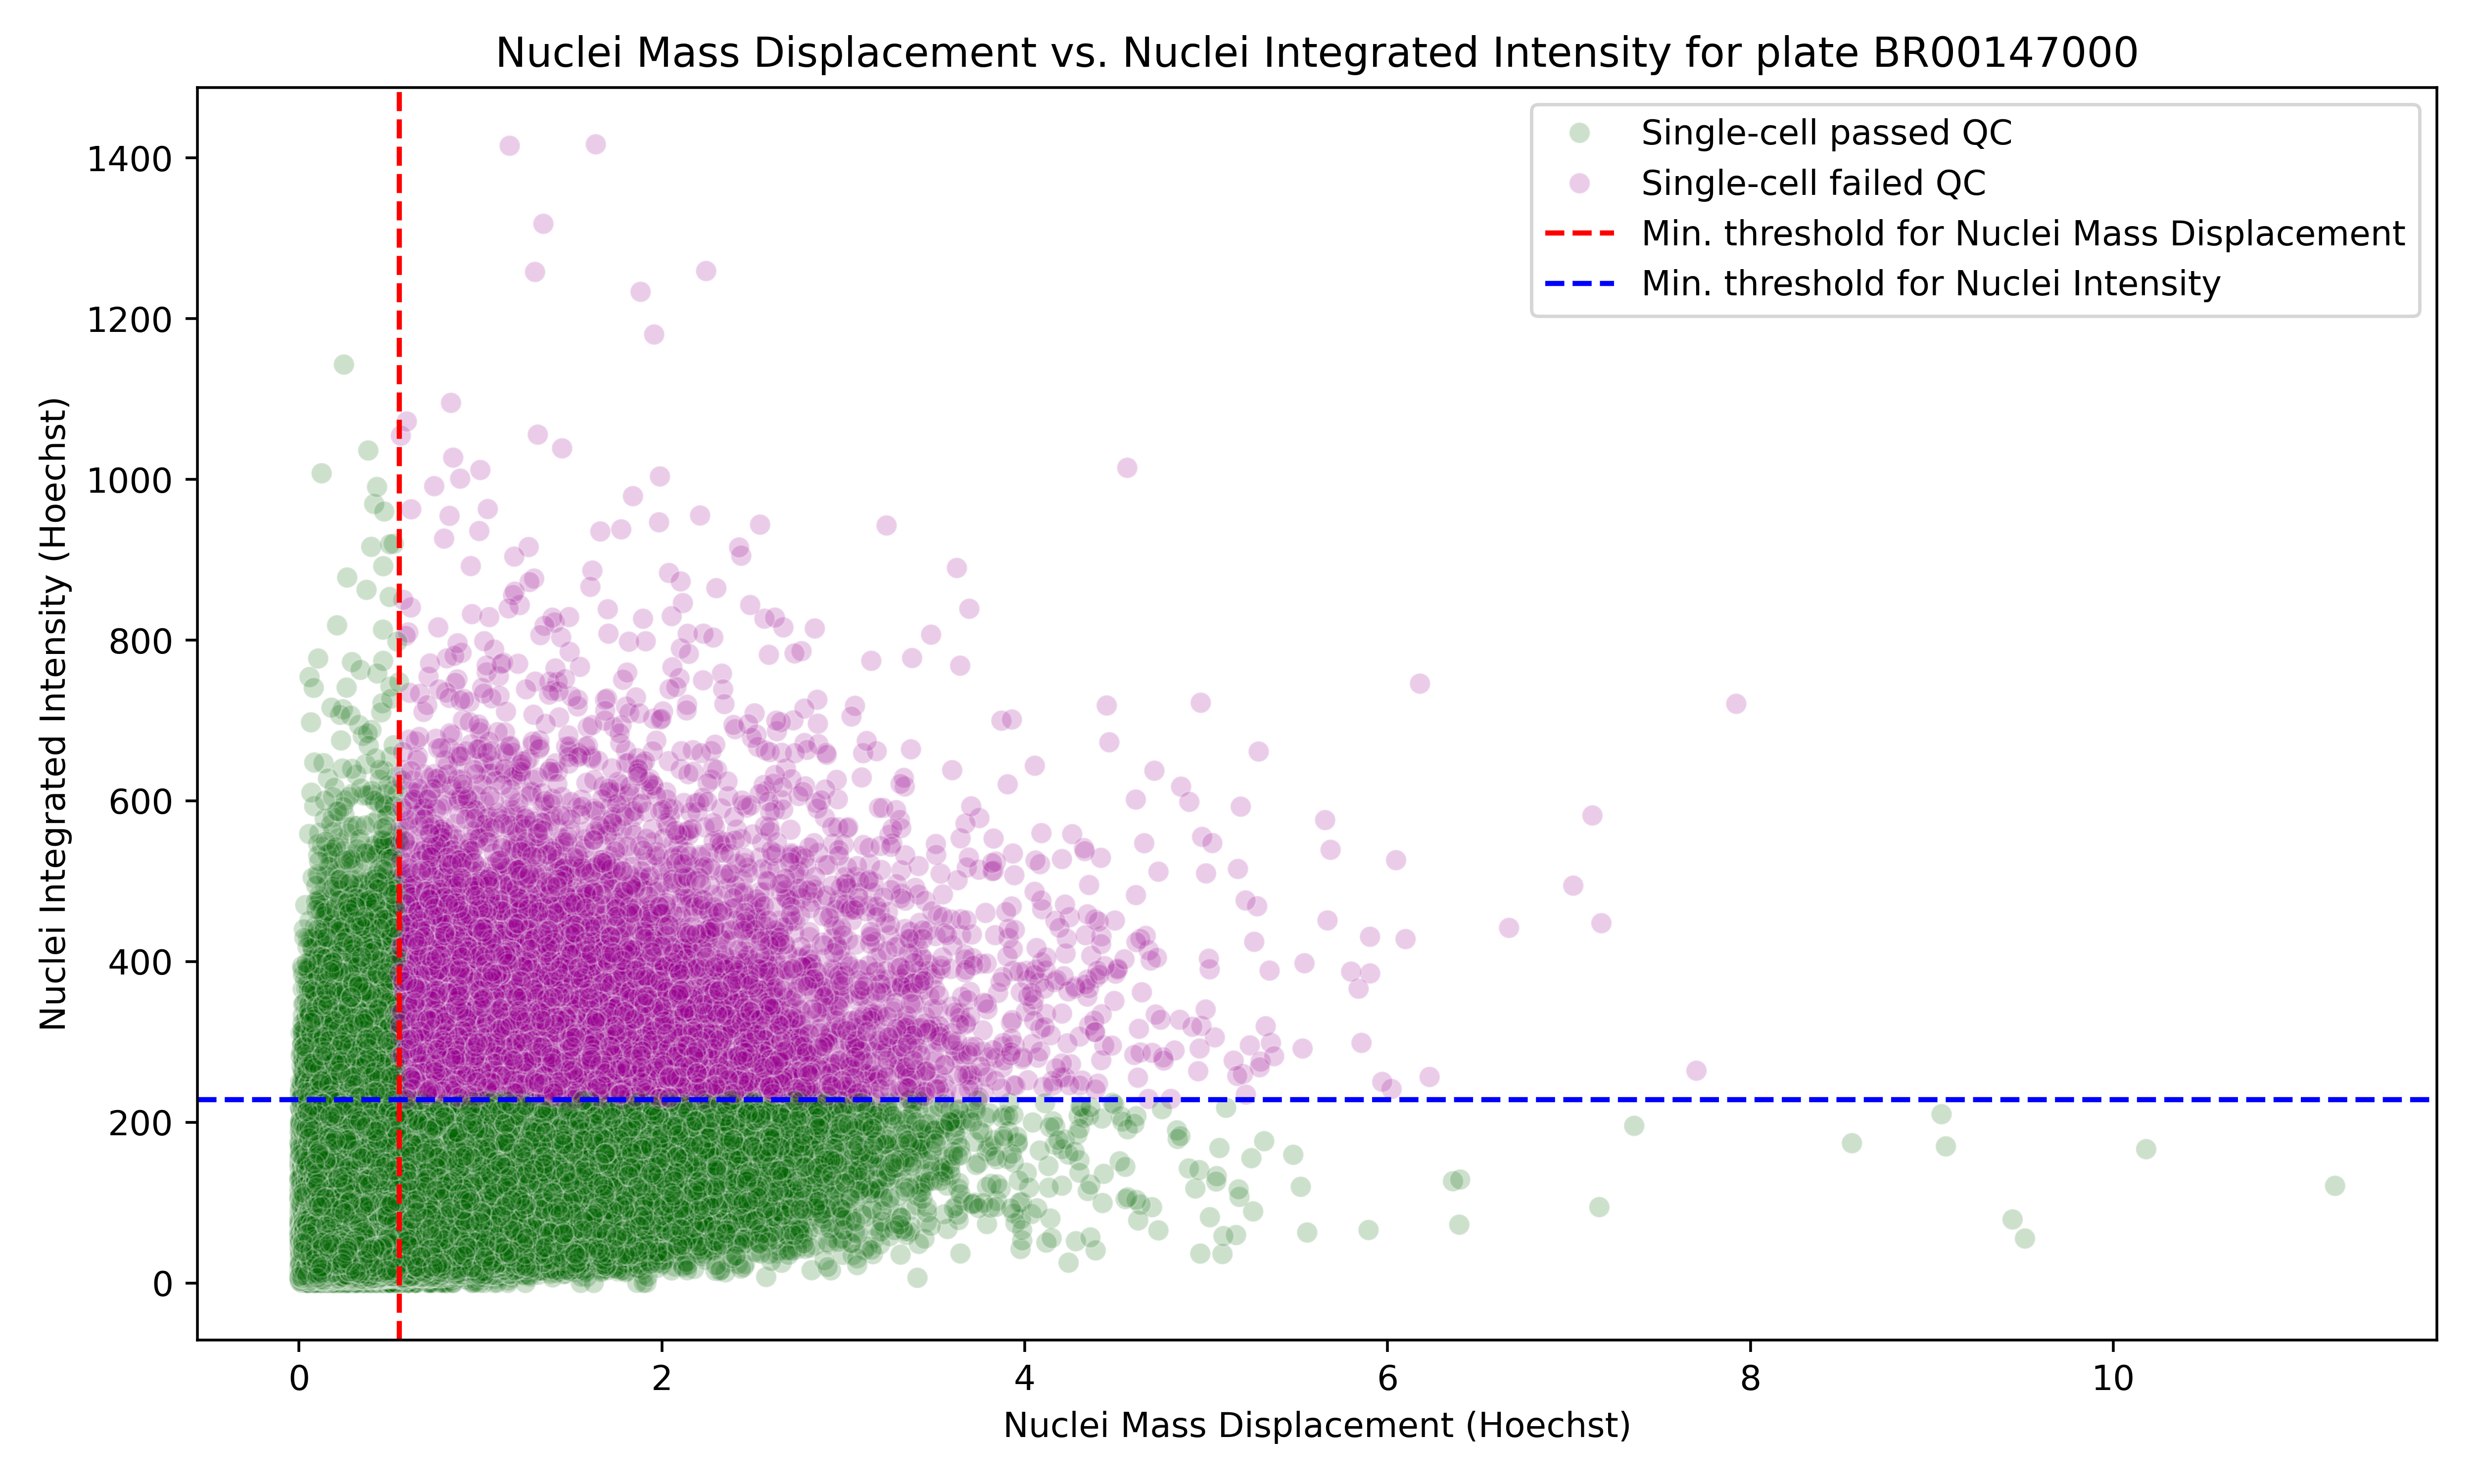 Nuclei Mass Displacement vs. Nuclei Integrated Intensity for plate BR00147000
Single-cell passed QC
Single-cell failed QC
Min. threshold for Nuclei Mass Displacement
Min. threshold for Nuclei Intensity
Nuclei Integrated Intensity (Hoechst)
1400
1200
1000
800
600
400
200
0
0 2 4 6 8 10
Nuclei Mass Displacement (Hoechst)